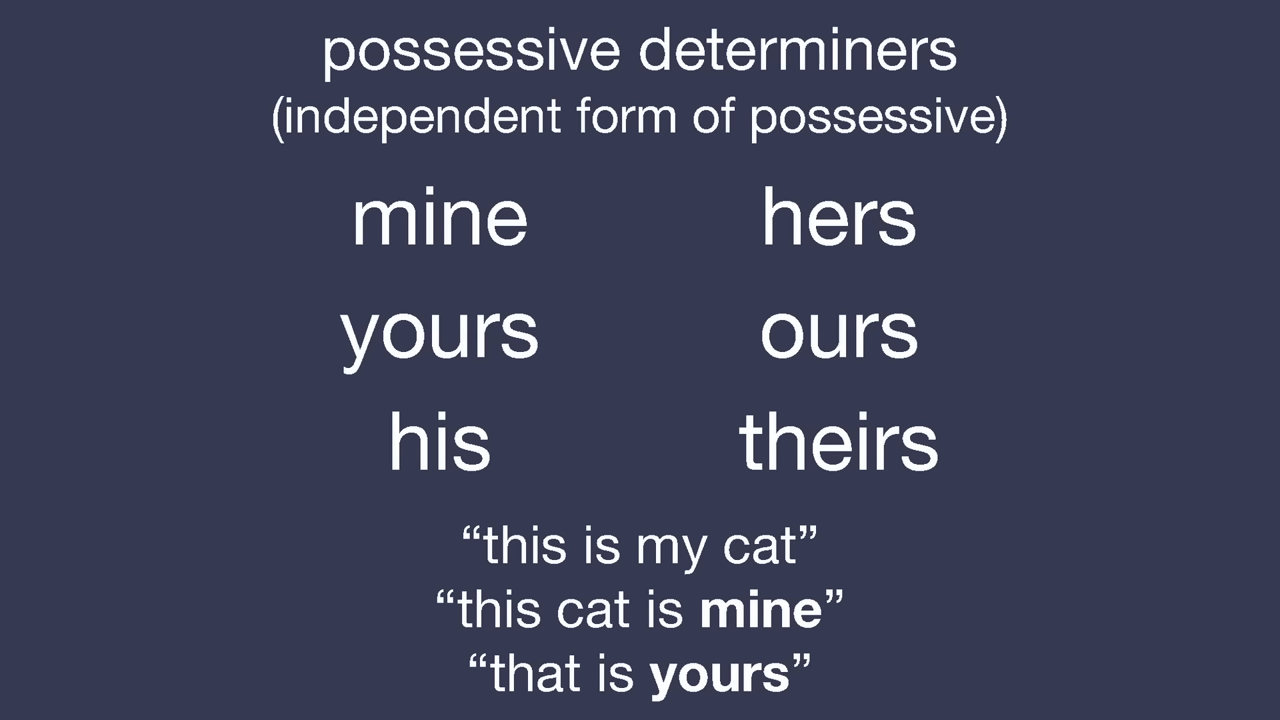 possessive determiners
(independent form of possessive)
mine hers
yours ours
his theirs
“this is my cat”
“this cat is mine”
“that is yours”